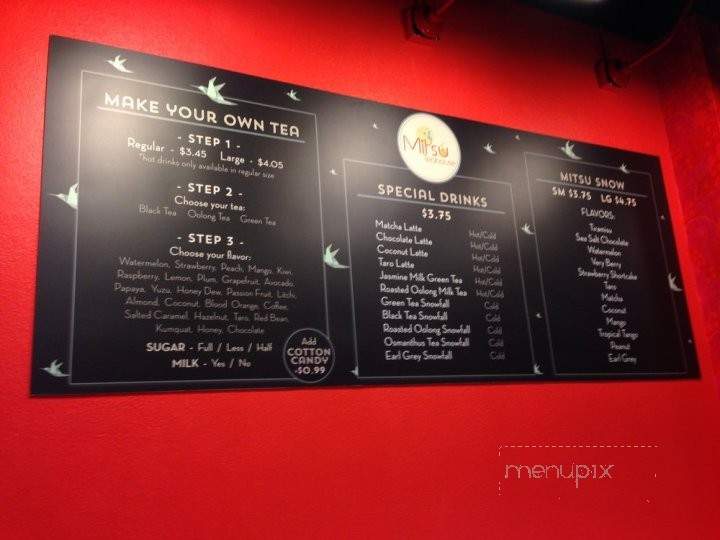 MAKE YOUR OWN TEA
- STEP 1 -
Regular - $3.45 Large - $4.05
*hot drinks only available in regular size
- STEP 2 -
Choose your tea:
Black Tea Oolong Tea Green Tea
- STEP 3 -
Choose your flavor:
Watermelon, Strawberry, Peach, Mango, Kiwi,
Raspberry, Lemon, Plum, Grapefruit, Avocado,
Papaya, Yuzu, Honey Dew, Passion Fruit, Litchi,
Almond, Coconut, Blood Orange, Coffee,
Salted Caramel, Hazelnut, Taro, Red Bean,
Kumquat, Honey, Chocolate
SUGAR - Full / Less / Half
MILK - Yes / No
Add
COTTON
CANDY
-$0.99
Mitsu
teahouse
SPECIAL DRINKS
$3.75
Matcha Latte Hot/Cold
Chocolate Latte Hot/Cold
Coconut Latte Hot/Cold
Taro Latte Hot/Cold
Jasmine Milk Green Tea Hot/Cold
Roasted Oolong Milk Tea Hot/Cold
Green Tea Snowfall Cold
Black Tea Snowfall Cold
Roasted Oolong Snowfall Cold
Osmanthus Tea Snowfall Cold
Earl Grey Snowfall Cold
MITSU SNOW
SM $3.75 LG $4.75
FLAVORS:
Tiramisu
Sea Salt Chocolate
Watermelon
Very Berry
Strawberry Shortcake
Taro
Matcha
Coconut
Mango
Tropical Tango
Peanut
Earl Grey
menupix